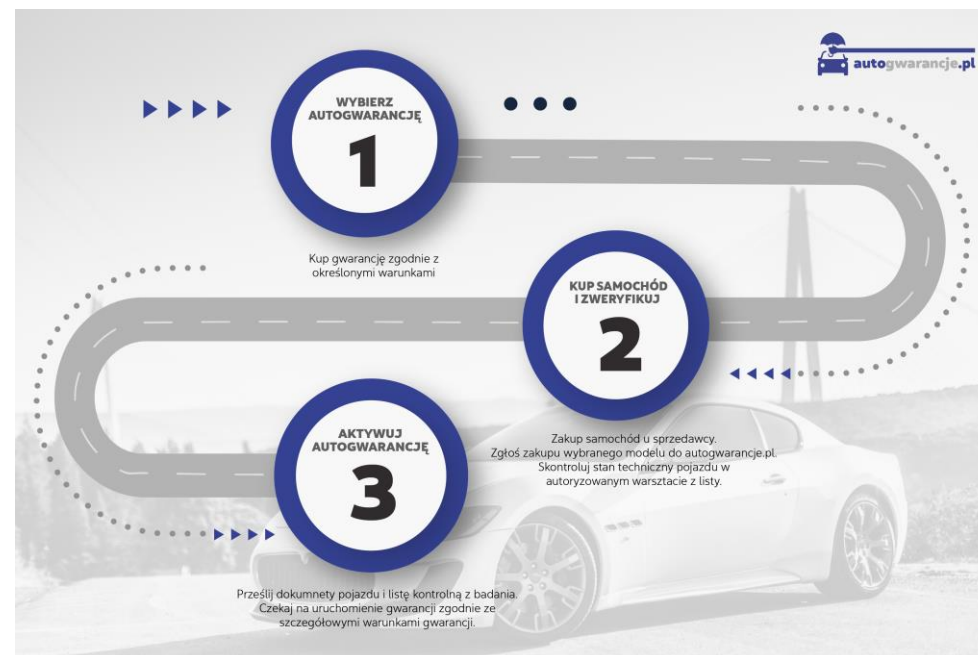 autogwarancje.pl
WYBIERZ
AUTOGWARANCJĘ
1
Kup gwarancję zgodnie z
określonymi warunkami
KUP SAMOCHÓD
I ZWERYFIKUJ
2
Zakup samochód u sprzedawcy.
Zgłoś zakupu wybranego modelu do autogwarancje.pl.
Skontroluj stan techniczny pojazdu w
autoryzowanym warsztacie z listy.
AKTYWUJ
AUTOGWARANCJĘ
3
Prześlij dokumnety pojazdu i listę kontrolną z badania.
Czekaj na uruchomienie gwarancji zgodnie ze
szczegółowymi warunkami gwarancji.